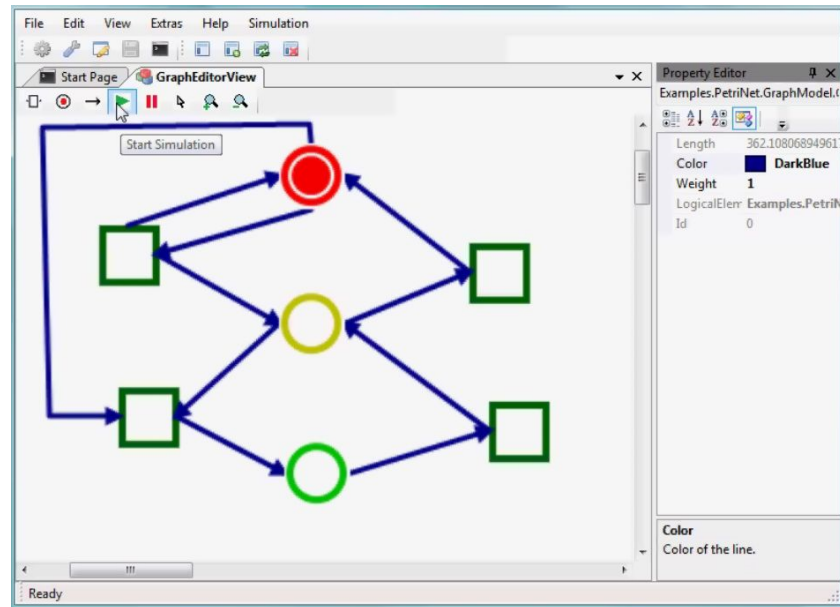 File Edit View Extras Help Simulation
Start Page GraphEditorView
Start Simulation
Property Editor
Examples.PetriNet.GraphModel.
Length 362.1080689496
Color DarkBlue
Weight 1
LogicalElem Examples.PetriN
Id 0
Color
Color of the line.
Ready